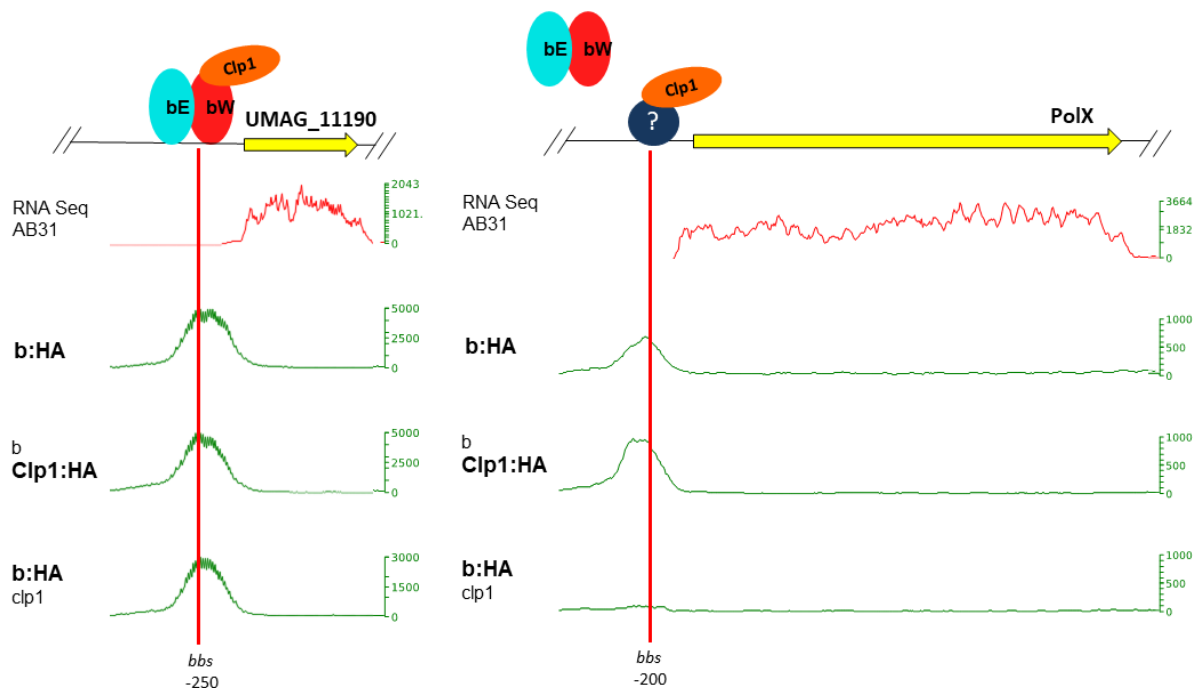 bE bW Clp1
UMAG_11190
RNA Seq
AB31
2043
1021.
0
b:HA
5000
2500
0
b
Clp1:HA
5000
2500
0
b:HA
clp1
3000
1500
0
bbs
-250
bE bW
Clp1
?
PolX
RNA Seq
AB31
3664
1832
0
b:HA
1000
500
0
b
Clp1:HA
1000
500
0
b:HA
clp1
1000
500
0
bbs
-200